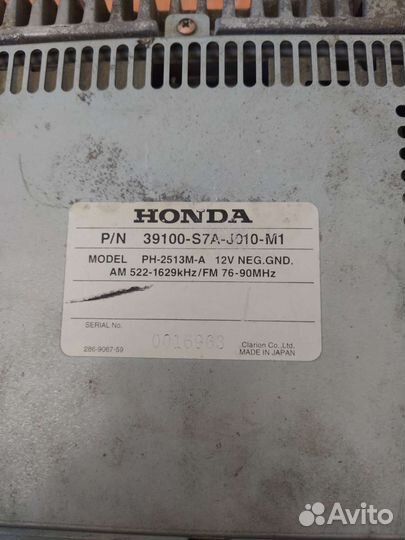 HONDA
P/N 39100-S7A-J010-M1
MODEL PH-2513M-A 12V NEG.GND.
AM 522-1629kHz/FM 76-90MHz
SERIAL No.
286-9067-59
Clarion Co.,Ltd.
MADE IN JAPAN
Avito